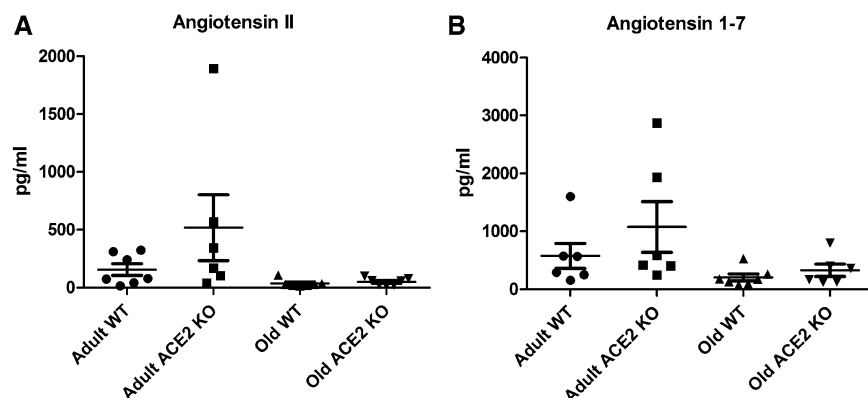 A
Angiotensin II
2000
1500
1000
500
0
pg/ml
Adult WT
Adult ACE2 KO
Old WT
Old ACE2 KO
B
Angiotensin 1-7
4000
3000
2000
1000
0
pg/ml
Adult WT
Adult ACE2 KO
Old WT
Old ACE2 KO